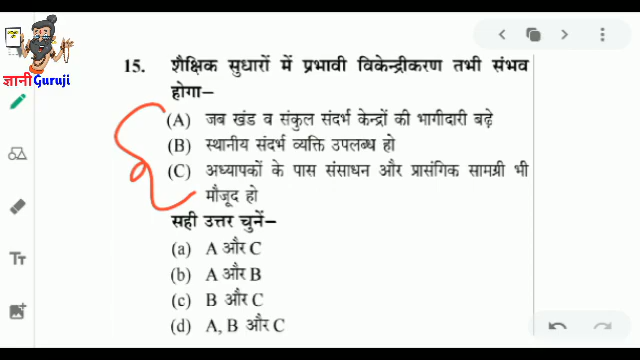 ज्ञानीGuruji
15. शैक्षिक सुधारों में प्रभावी विकेन्द्रीकरण तभी संभव
होगा–
(A) जब खंड व संकुल संदर्भ केन्द्रों की भागीदारी बढ़े
(B) स्थानीय संदर्भ व्यक्ति उपलब्ध हो
(C) अध्यापकों के पास संसाधन और प्रासंगिक सामग्री भी
मौजूद हो
सही उत्तर चुनें–
(a) A और C
(b) A और B
(c) B और C
(d) A, B और C
Tт